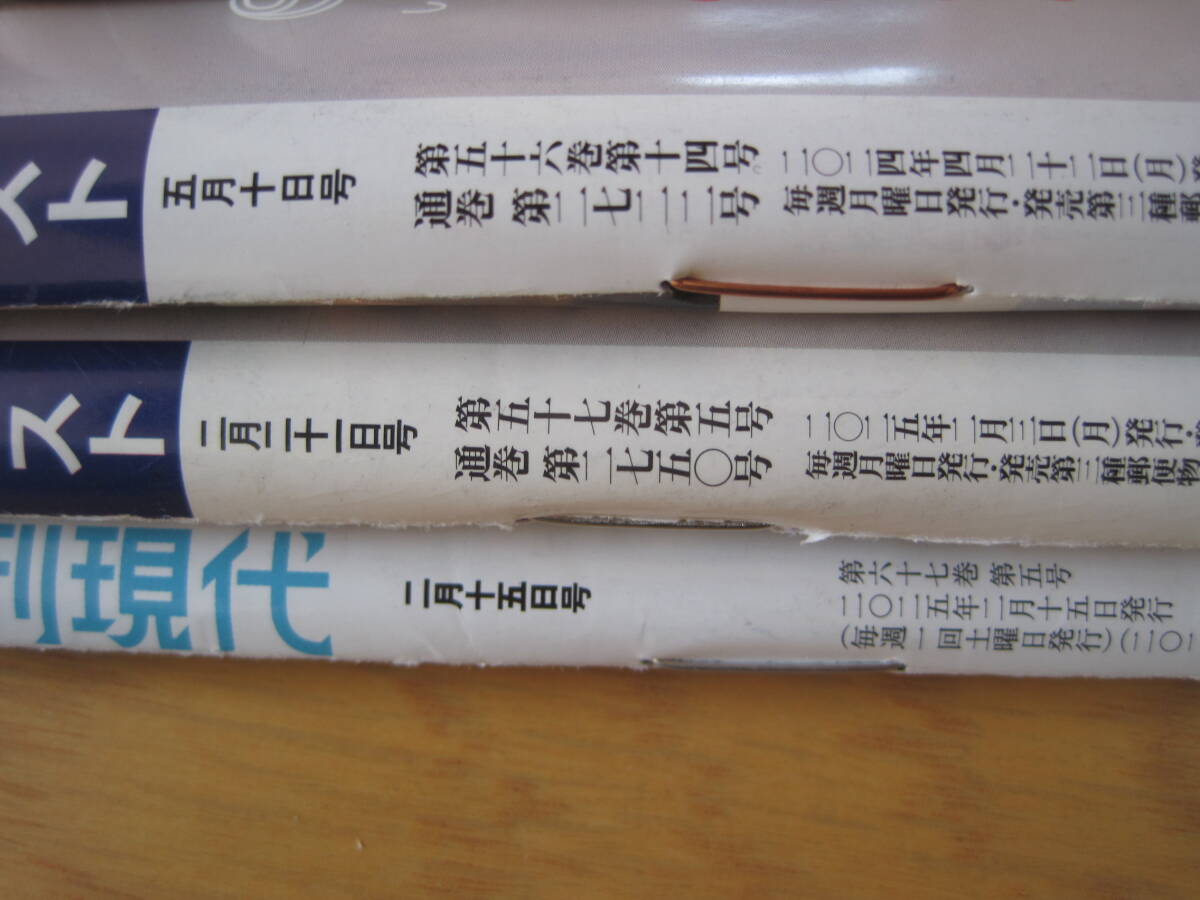 スト
五月十日号
第五十六巻第十四号
通巻 第二七二一号
二〇二四年四月二十二日(月)発
毎週月曜日発行・発売第三種郵
スト
二月二十一日号
第五十七巻第五号
通巻 第二七五〇号
二〇二五年二月三日(月)発行・
毎週月曜日発行・発売第三種郵便物
刊現代
二月十五日号
第六十七巻 第五号
二〇二五年二月十五日発行
(毎週一回土曜日発行)(二〇